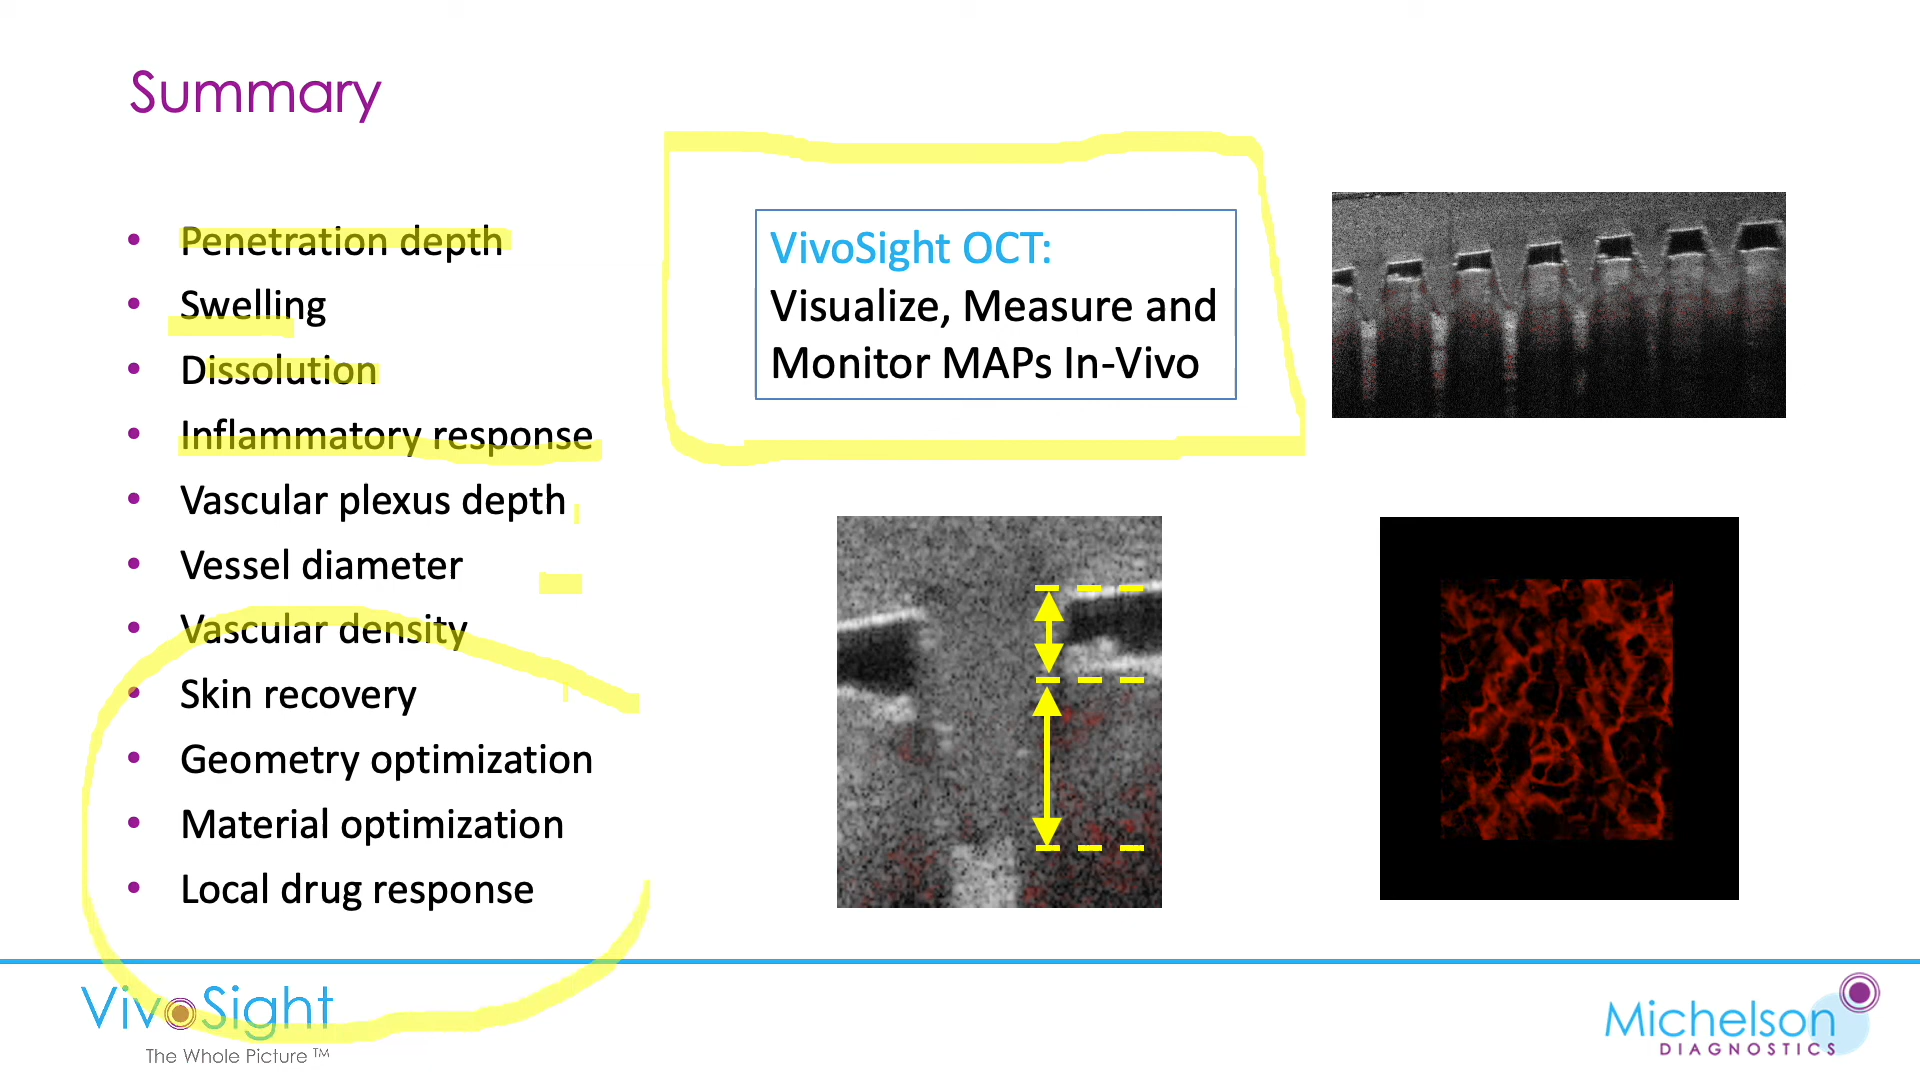 Summary
• Penetration depth
• Swelling
• Dissolution
• Inflammatory response
• Vascular plexus depth
• Vessel diameter
• Vascular density
• Skin recovery
• Geometry optimization
• Material optimization
• Local drug response
VivoSight OCT:
Visualize, Measure and
Monitor MAPs In-Vivo
VivoSight
The Whole Picture ™
Michelson
DIAGNOSTICS